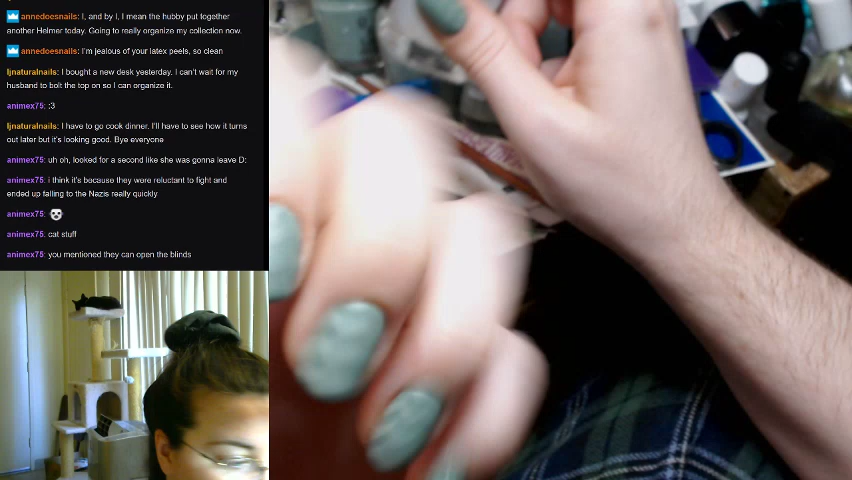 annedoesnails: I, and by I, I mean the hubby put together
another Helmer today. Going to really organize my collection now.
annedoesnails: I'm jealous of your latex peels, so clean
ljnaturalnails: I bought a new desk yesterday. I can't wait for my
husband to bolt the top on so I can organize it.
animex75: :3
ljnaturalnails: I have to go cook dinner. I'll have to see how it turns
out later but it's looking good. Bye everyone
animex75: uh oh, looked for a second like she was gonna leave D:
animex75: i think it's because they were reluctant to fight and
ended up falling to the Nazis really quickly
animex75:
animex75: cat stuff
animex75: you mentioned they can open the blinds